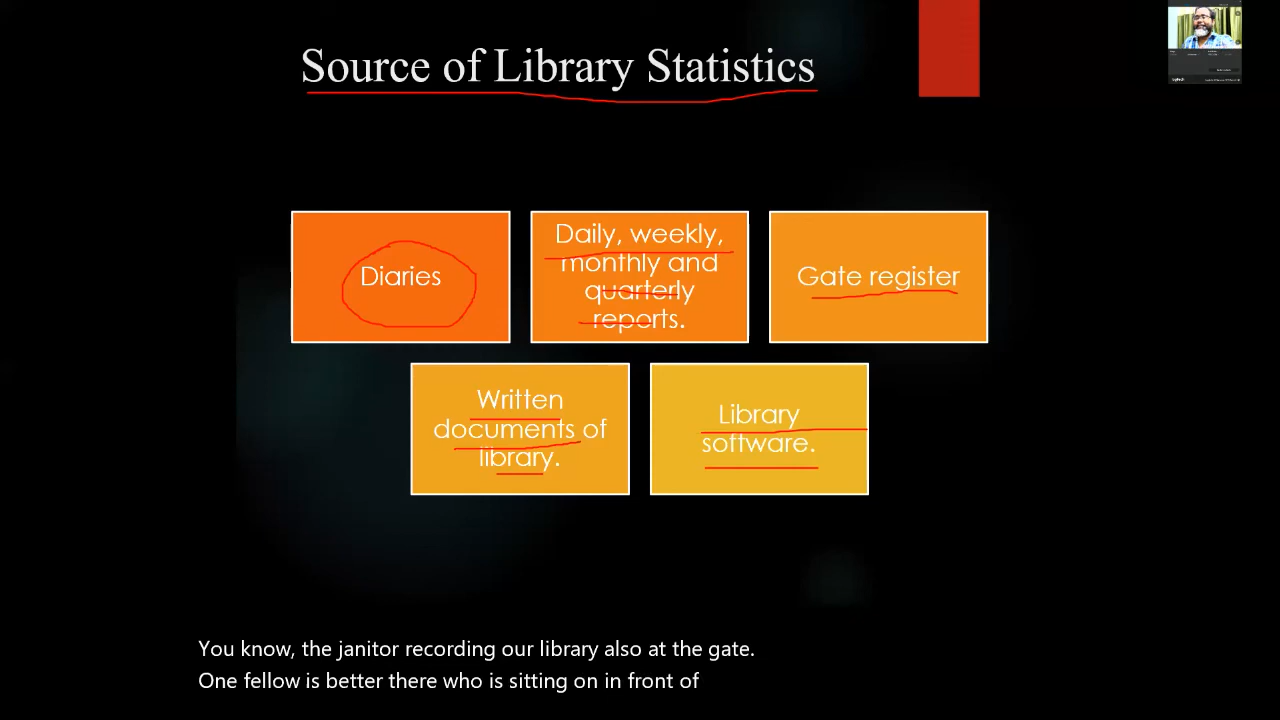 Source of Library Statistics
Diaries
Daily, weekly,
monthly and
quarterly
reports.
Gate register
Written
documents of
library.
Library
software.
You know, the janitor recording our library also at the gate.
One fellow is better there who is sitting on in front of